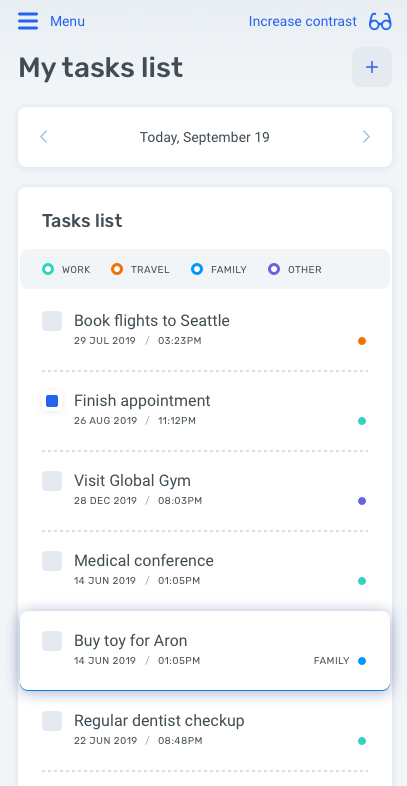 Menu Increase contrast
My tasks list
+
Today, September 19
Tasks list
WORK TRAVEL FAMILY OTHER
Book flights to Seattle
29 JUL 2019 / 03:23PM
Finish appointment
26 AUG 2019 / 11:12PM
Visit Global Gym
28 DEC 2019 / 08:03PM
Medical conference
14 JUN 2019 / 01:05PM
Buy toy for Aron
14 JUN 2019 / 01:05PM FAMILY
Regular dentist checkup
22 JUN 2019 / 08:48PM